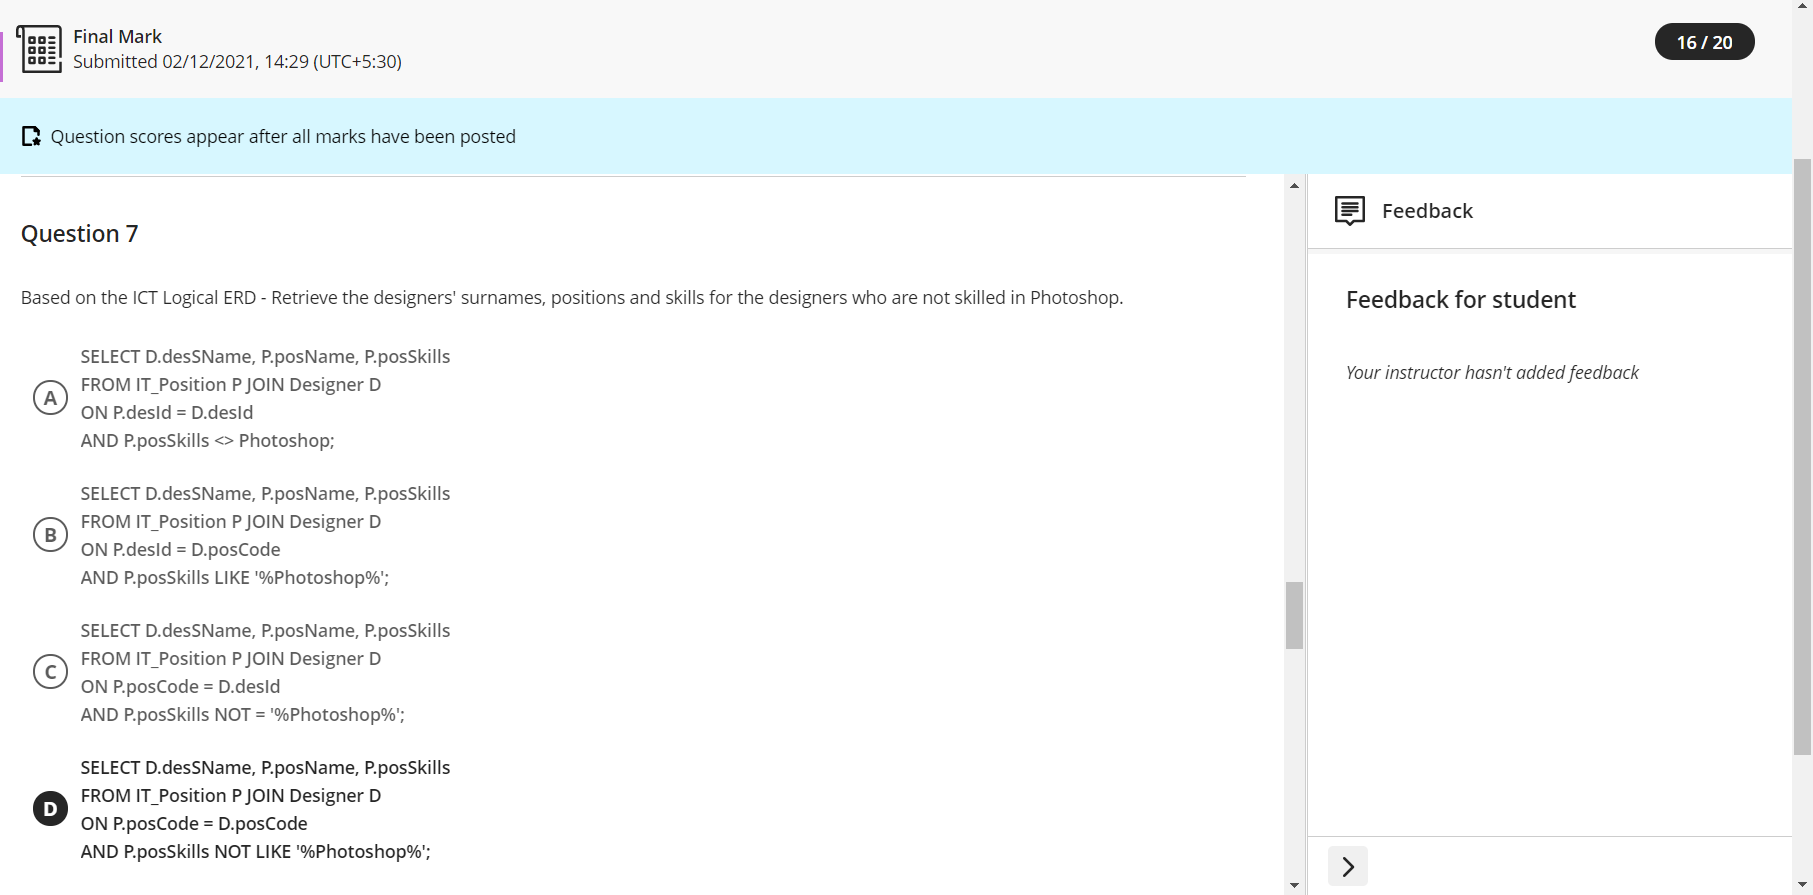 Final Mark
Submitted 02/12/2021, 14:29 (UTC+5:30)
16 / 20
Question scores appear after all marks have been posted
Question 7
Based on the ICT Logical ERD - Retrieve the designers' surnames, positions and skills for the designers who are not skilled in Photoshop.
A
SELECT D.desSName, P.posName, P.posSkills
FROM IT_Position P JOIN Designer D
ON P.desId = D.desId
AND P.posSkills <> Photoshop;
B
SELECT D.desSName, P.posName, P.posSkills
FROM IT_Position P JOIN Designer D
ON P.desId = D.posCode
AND P.posSkills LIKE '%Photoshop%';
C
SELECT D.desSName, P.posName, P.posSkills
FROM IT_Position P JOIN Designer D
ON P.posCode = D.desId
AND P.posSkills NOT = '%Photoshop%';
D
SELECT D.desSName, P.posName, P.posSkills
FROM IT_Position P JOIN Designer D
ON P.posCode = D.posCode
AND P.posSkills NOT LIKE '%Photoshop%';
Feedback
Feedback for student
Your instructor hasn't added feedback